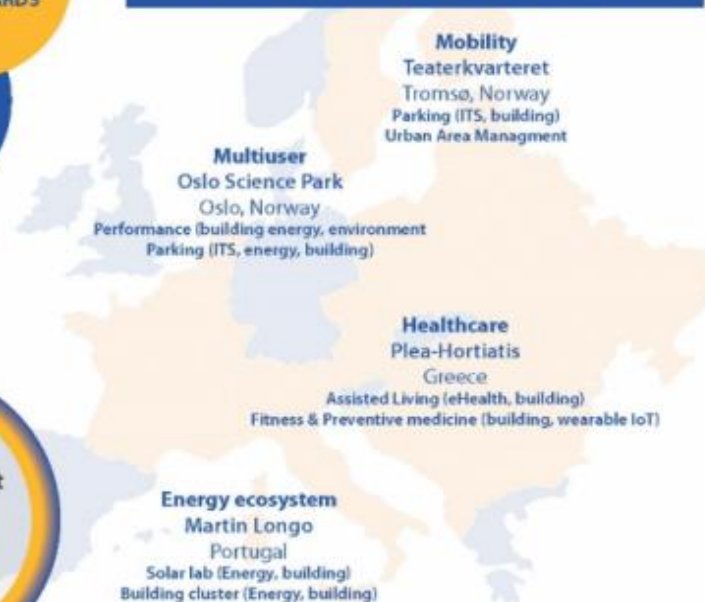 ARDS
Mobility
Teaterkvarteret
Tromsø, Norway
Parking (ITS, building)
Urban Area Managment
Multiuser
Oslo Science Park
Oslo, Norway
Performance (building energy, environment
Parking (ITS, energy, building)
Healthcare
Plea-Hortiatis
Greece
Assisted Living (eHealth, building)
Fitness & Preventive medicine (building, wearable IoT)
t
Energy ecosystem
Martin Longo
Portugal
Solar lab (Energy, building)
Building cluster (Energy, building)